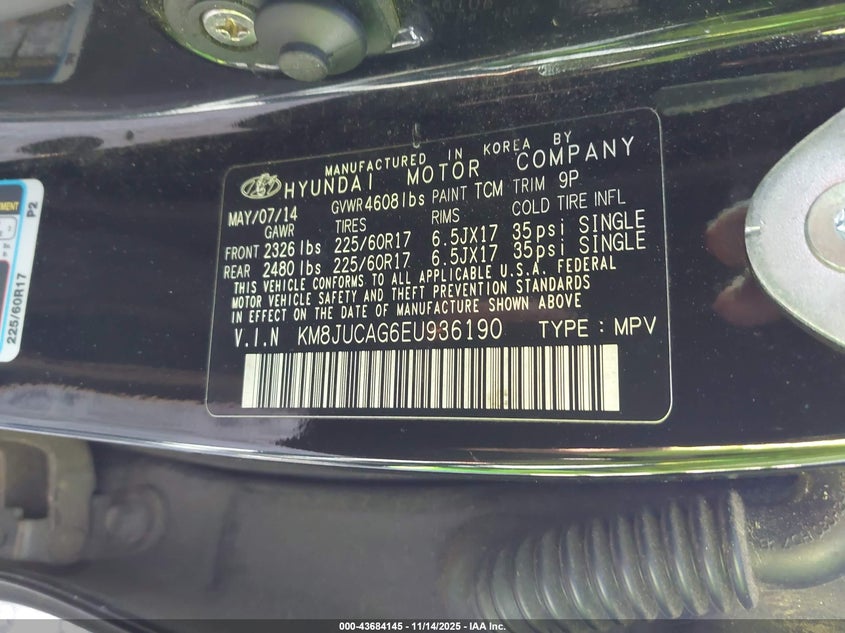 MANUFACTURED IN KOREA BY
HYUNDAI MOTOR COMPANY
MAY/07/14 GVWR 4608lbs PAINT TCM TRIM 9P
GAWR TIRES RIMS COLD TIRE INFL
FRONT 2326 lbs 225/60R17 6.5JX17 35psi SINGLE
REAR 2480 lbs 225/60R17 6.5JX17 35psi SINGLE
THIS VEHICLE CONFORMS TO ALL APPLICABLE U.S.A. FEDERAL
MOTOR VEHICLE SAFETY AND THEFT PREVENTION STANDARDS
IN EFFECT ON THE DATE OF MANUFACTURE SHOWN ABOVE
V.I.N KM8JUCAG6EU936190 TYPE : MPV
P2
225/60R17
000-43684145 - 11/14/2025 - IAA Inc.